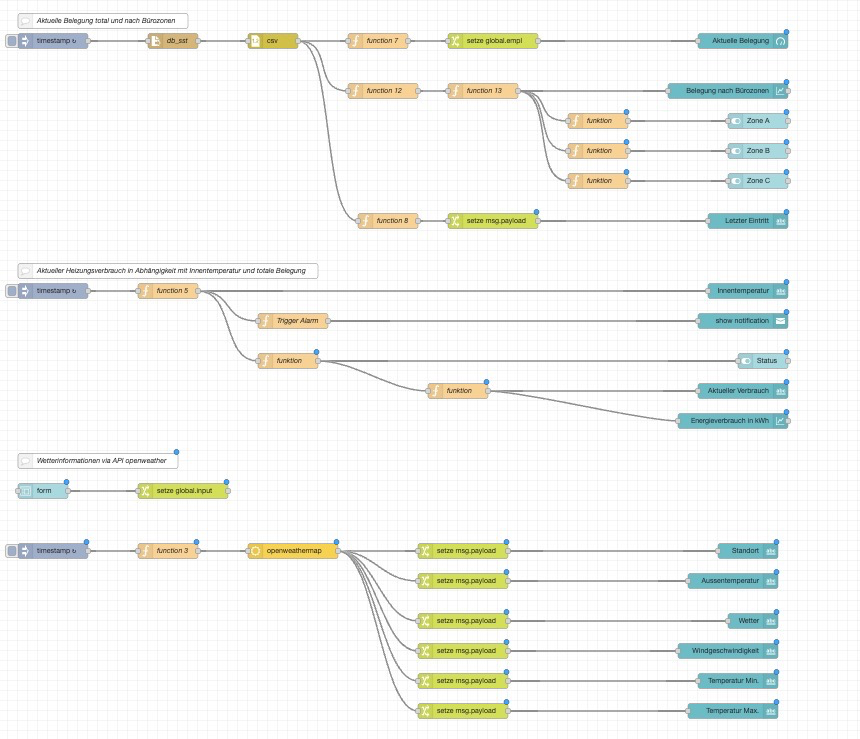 Aktuelle Belegung total und nach Bürozonen
timestamp ↻
db_sst
csv
function 7
setze global.empl
Aktuelle Belegung
function 12
function 13
Belegung nach Bürozonen
funktion
Zone A
funktion
Zone B
funktion
Zone C
function 8
setze msg.payload
Letzter Eintritt
Aktueller Heizungsverbrauch in Abhängigkeit mit Innentemperatur und totale Belegung
timestamp ↻
function 5
Innentemperatur
Trigger Alarm
show notification
funktion
Status
funktion
Aktueller Verbrauch
Energieverbrauch in kWh
Wetterinformationen via API openweather
form
setze global.input
timestamp ↻
function 3
openweathermap
setze msg.payload
Standort
setze msg.payload
Aussentemperatur
setze msg.payload
Wetter
setze msg.payload
Windgeschwindigkeit
setze msg.payload
Temperatur Min.
setze msg.payload
Temperatur Max.